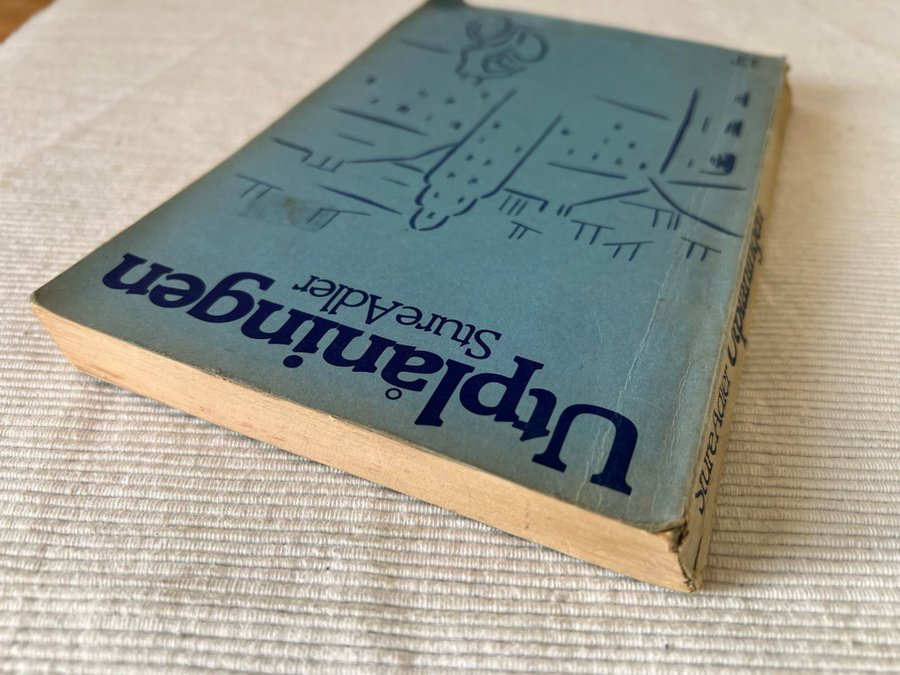 Utplåningen
Sture Adler
Sture Adler Utplåningen